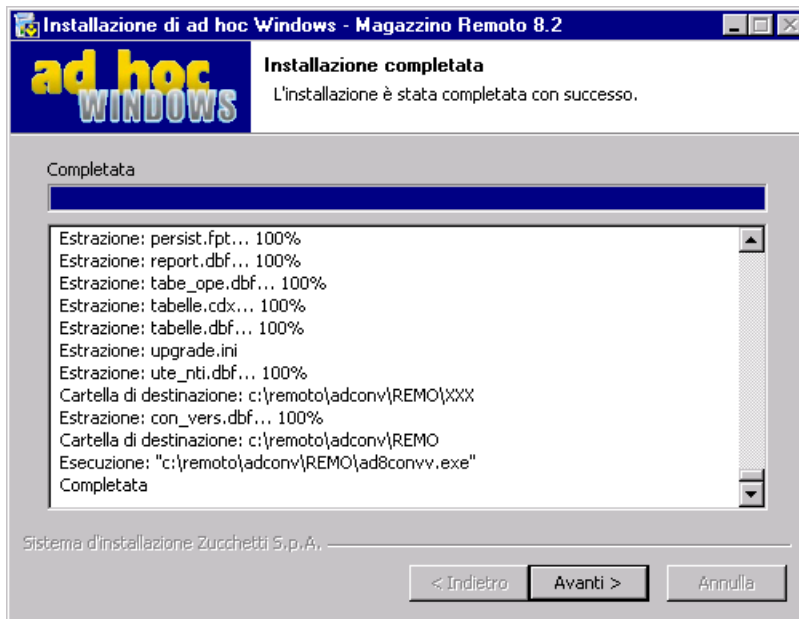 Installazione di ad hoc Windows - Magazzino Remoto 8.2
ad hoc
WINDOWS
Installazione completata
L'installazione è stata completata con successo.
Completata
Estrazione: persist.fpt... 100%
Estrazione: report.dbf... 100%
Estrazione: tabe_ope.dbf... 100%
Estrazione: tabelle.cdx... 100%
Estrazione: tabelle.dbf... 100%
Estrazione: upgrade.ini
Estrazione: ute_nti.dbf... 100%
Cartella di destinazione: c:\remoto\adconv\REMO\XXX
Estrazione: con_vers.dbf... 100%
Cartella di destinazione: c:\remoto\adconv\REMO
Esecuzione: "c:\remoto\adconv\REMO\ad8convv.exe"
Completata
Sistema d'installazione Zucchetti S.p.A.
< Indietro
Avanti >
Annulla